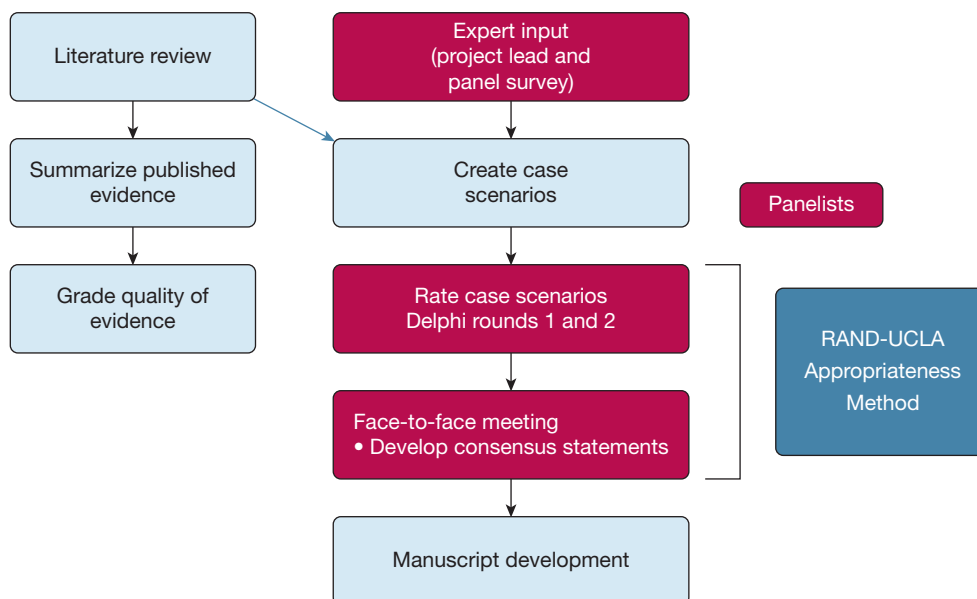 Literature review
Expert input
(project lead and
panel survey)
Summarize published
evidence
Create case
scenarios
Panelists
Grade quality of
evidence
Rate case scenarios
Delphi rounds 1 and 2
RAND-UCLA
Appropriateness
Method
Face-to-face meeting
• Develop consensus statements
Manuscript development